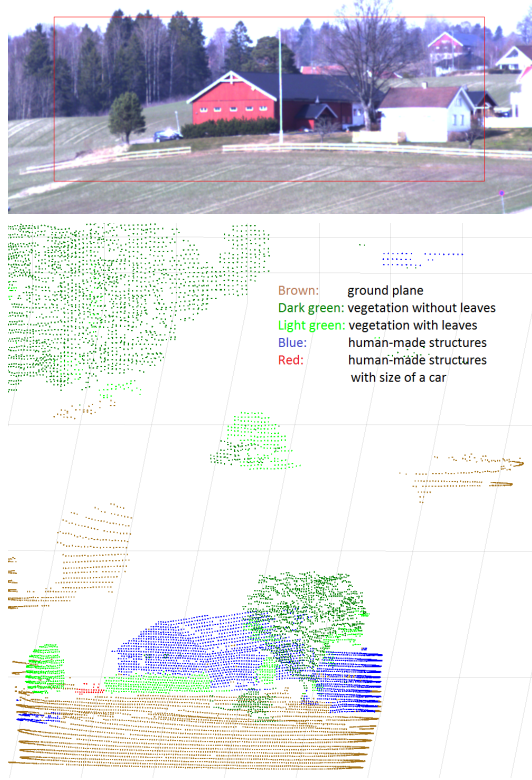 Brown: ground plane
Dark green: vegetation without leaves
Light green: vegetation with leaves
Blue: human-made structures
Red: human-made structures
with size of a car